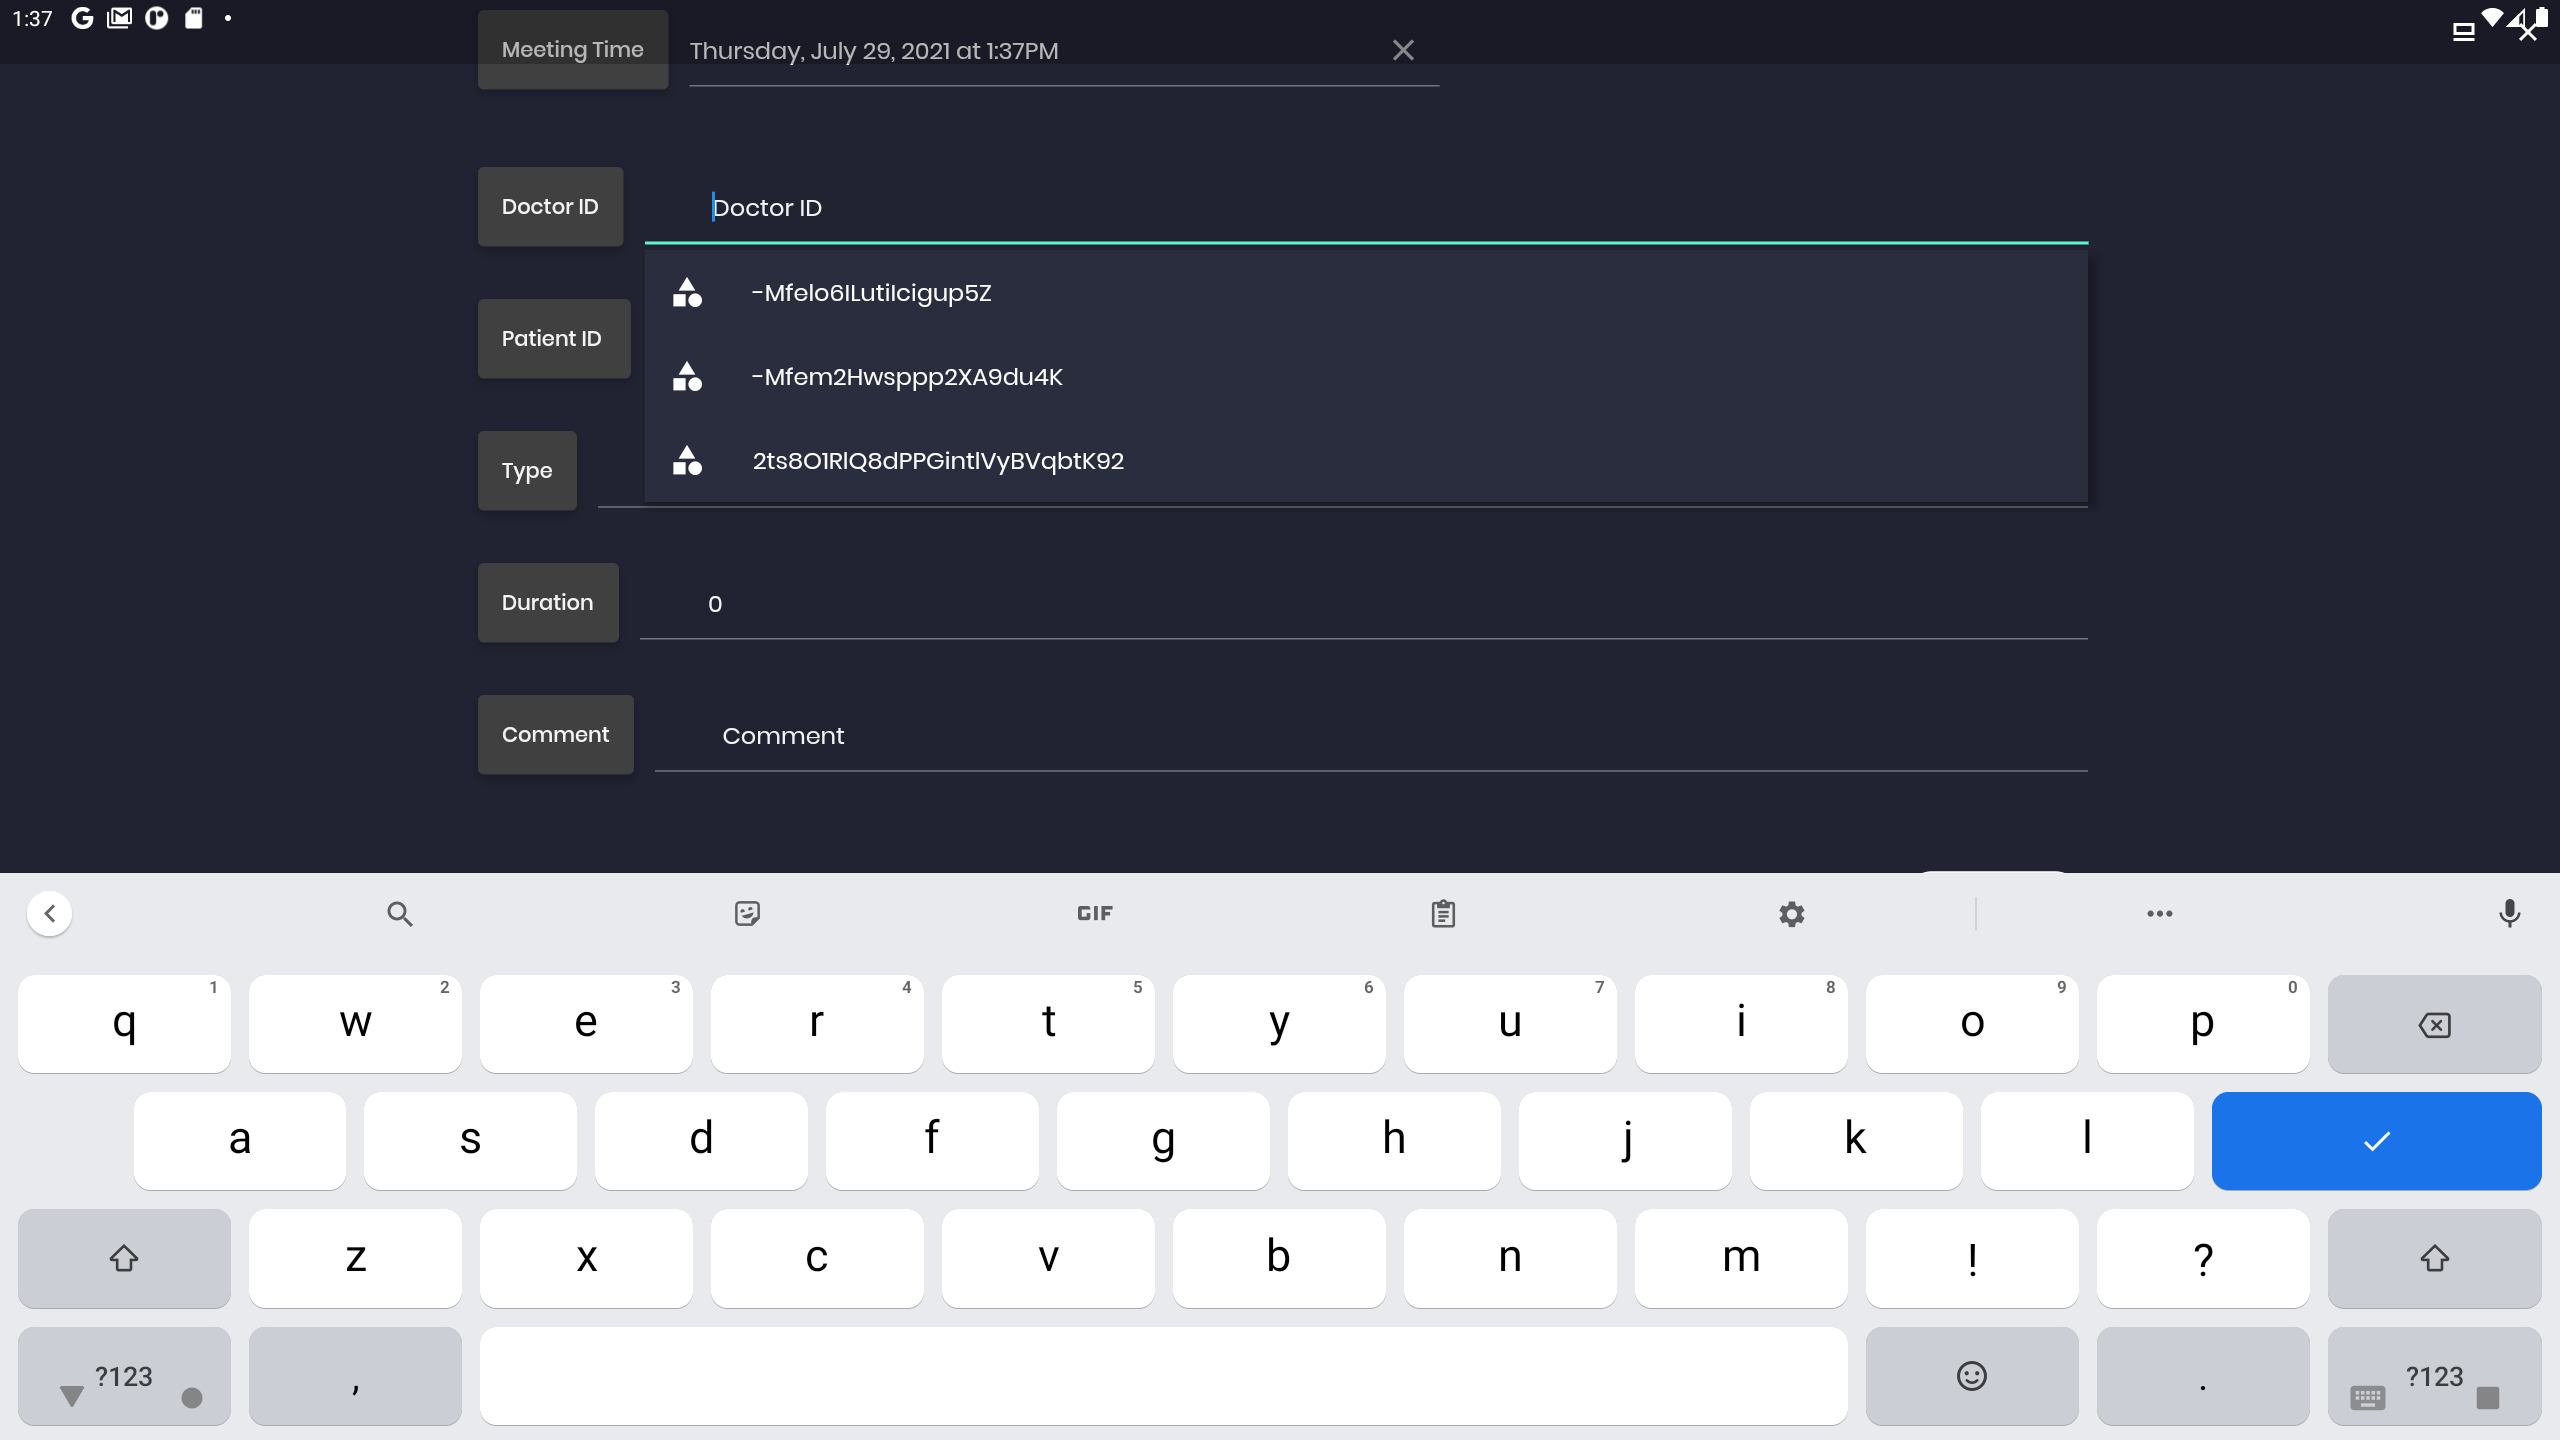 1:37
Meeting Time Thursday, July 29, 2021 at 1:37PM
Doctor ID Doctor ID
-Mfelo6ILutiIcigup5Z
Patient ID
-Mfem2Hwsppp2XA9du4K
Type
2ts8O1RlQ8dPPGintlVyBVqbtK92
Duration 0
Comment Comment
GIF
q 1 w 2 e 3 r 4 t 5 y 6 u 7 i 8 o 9 p 0
a s d f g h j k l
z x c v b n m ! ?
?123 , . ?123